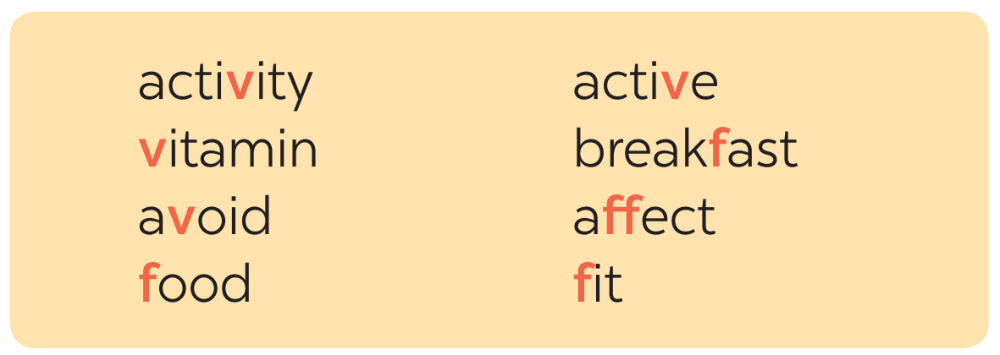 activity
vitamin
avoid
food
active
breakfast
affect
fit